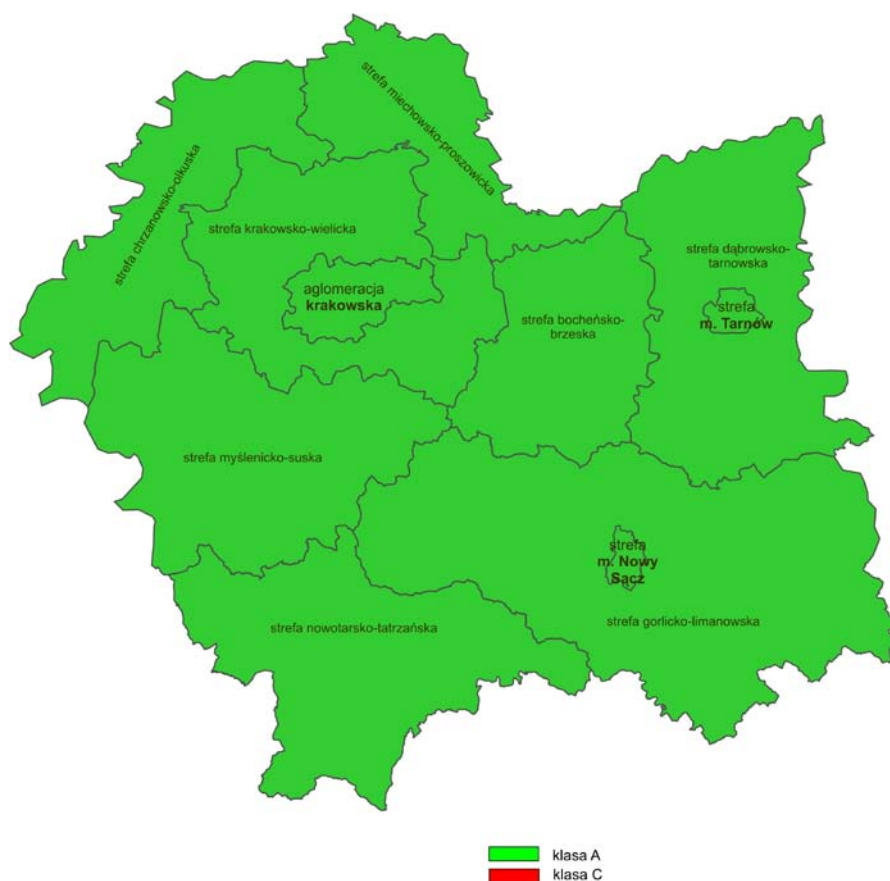 strefa miechowsko-proszowicka
strefa chrzanowsko-olkuska
strefa krakowsko-wielicka
aglomeracja
krakowska
strefa bocheńsko-
brzeska
strefa dąbrowsko-
tarnowska
strefa
m. Tarnów
strefa myślenicko-suska
strefa
m. Nowy
Sącz
strefa nowotarsko-tatrzańska
strefa gorlicko-limanowska
klasa A
klasa C